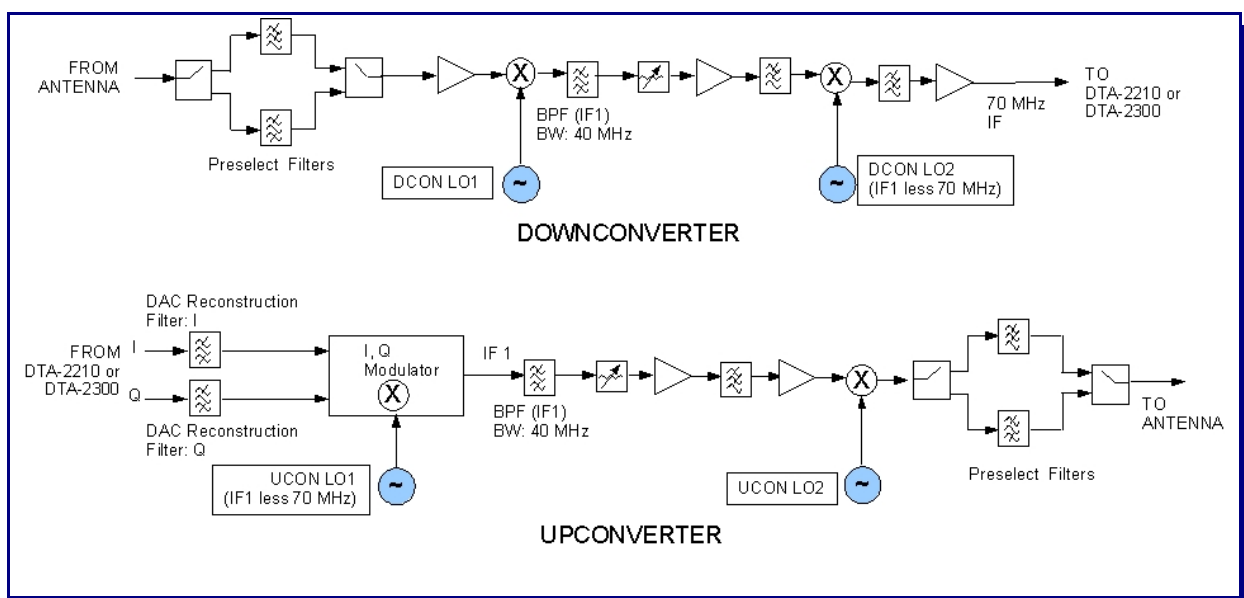 FROM
ANTENNA
Preselect Filters
X
BPF (IF1)
BW: 40 MHz
DCON LO1
~
X
70 MHz
IF
TO
DTA-2210 or
DTA-2300
~
DCON LO2
(IF1 less 70 MHz)
DOWNCONVERTER
DAC Reconstruction
Filter: I
FROM I
DTA-2210 or
DTA-2300 Q
DAC Reconstruction
Filter: Q
I, Q
Modulator
X
IF 1
BPF (IF1)
BW: 40 MHz
UCON LO1
(IF1 less 70 MHz)
~
X
UCON LO2
~
Preselect Filters
TO
ANTENNA
UPCONVERTER